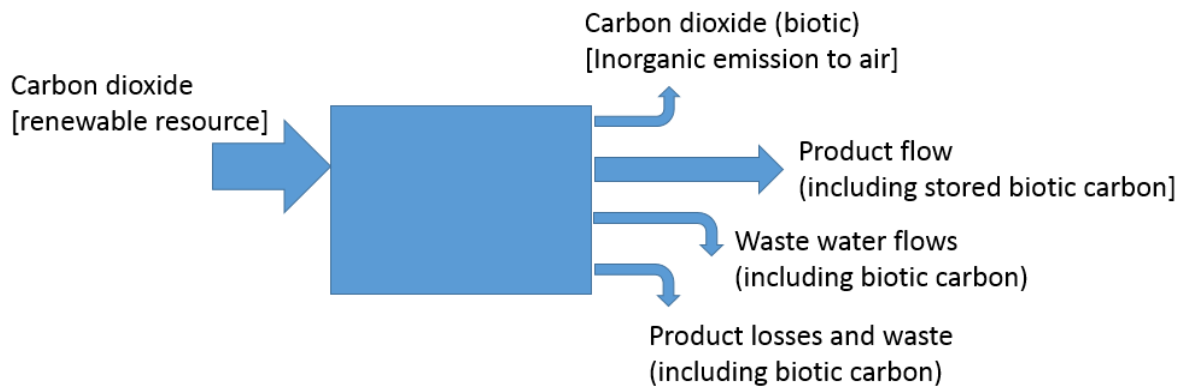 Carbon dioxide
[renewable resource]
Carbon dioxide (biotic)
[Inorganic emission to air]
Product flow
(including stored biotic carbon]
Waste water flows
(including biotic carbon)
Product losses and waste
(including biotic carbon)